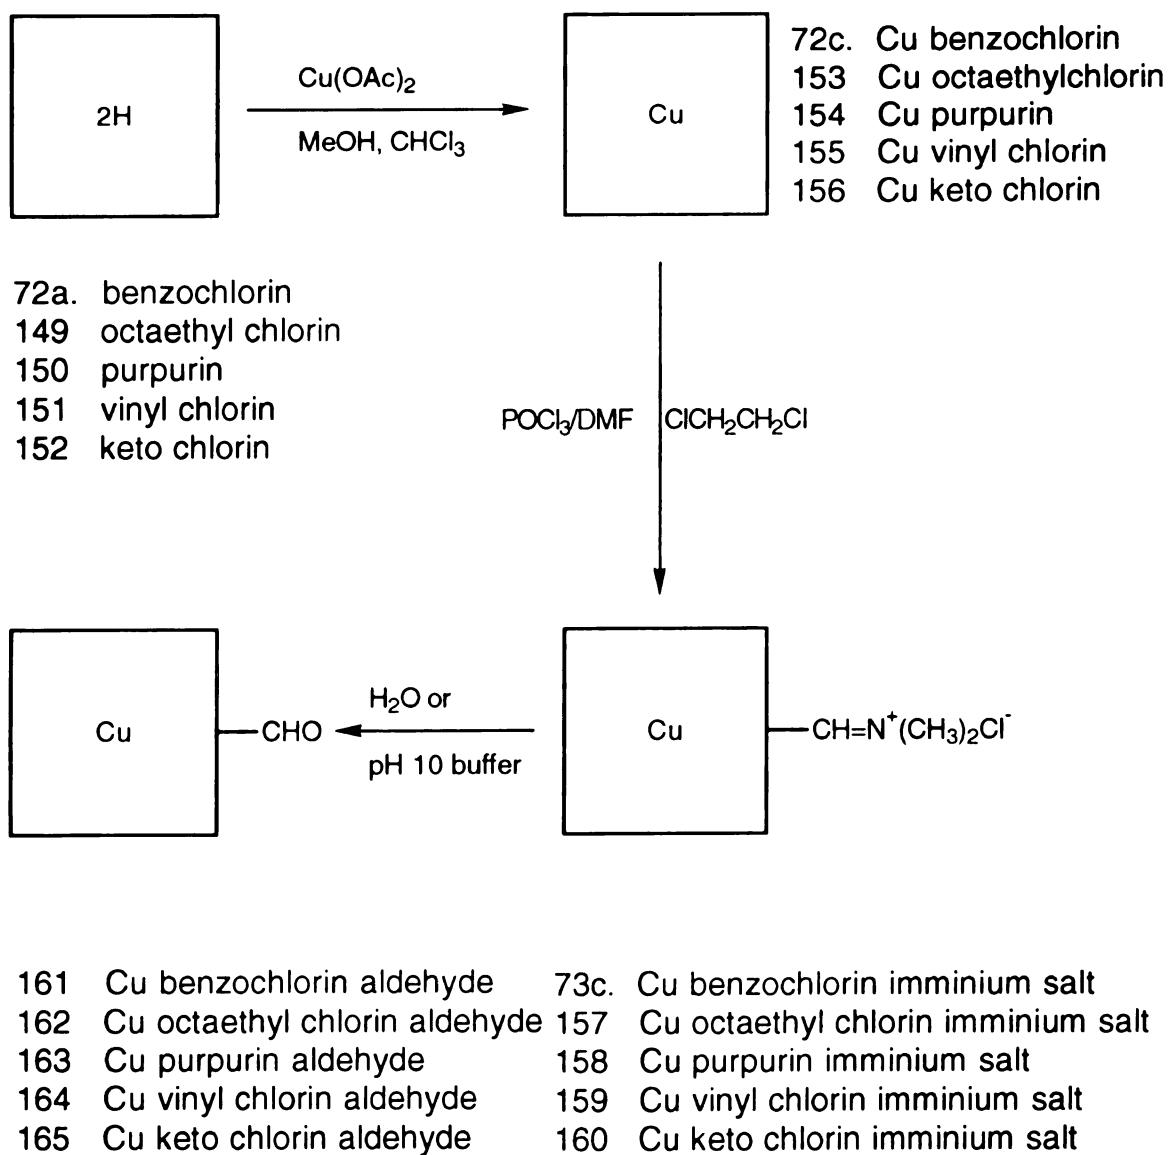 2H
Cu(OAc)₂
MeOH, CHCl₃
Cu
72c. Cu benzochlorin
153 Cu octaethylchlorin
154 Cu purpurin
155 Cu vinyl chlorin
156 Cu keto chlorin
72a. benzochlorin
149 octaethyl chlorin
150 purpurin
151 vinyl chlorin
152 keto chlorin
POCl₃/DMF ClCH₂CH₂Cl
Cu
CHO
H₂O or
pH 10 buffer
Cu
CH=N⁺(CH₃)₂Cl⁻
161 Cu benzochlorin aldehyde
162 Cu octaethyl chlorin aldehyde
163 Cu purpurin aldehyde
164 Cu vinyl chlorin aldehyde
165 Cu keto chlorin aldehyde
73c. Cu benzochlorin imminium salt
157 Cu octaethyl chlorin imminium salt
158 Cu purpurin imminium salt
159 Cu vinyl chlorin imminium salt
160 Cu keto chlorin imminium salt